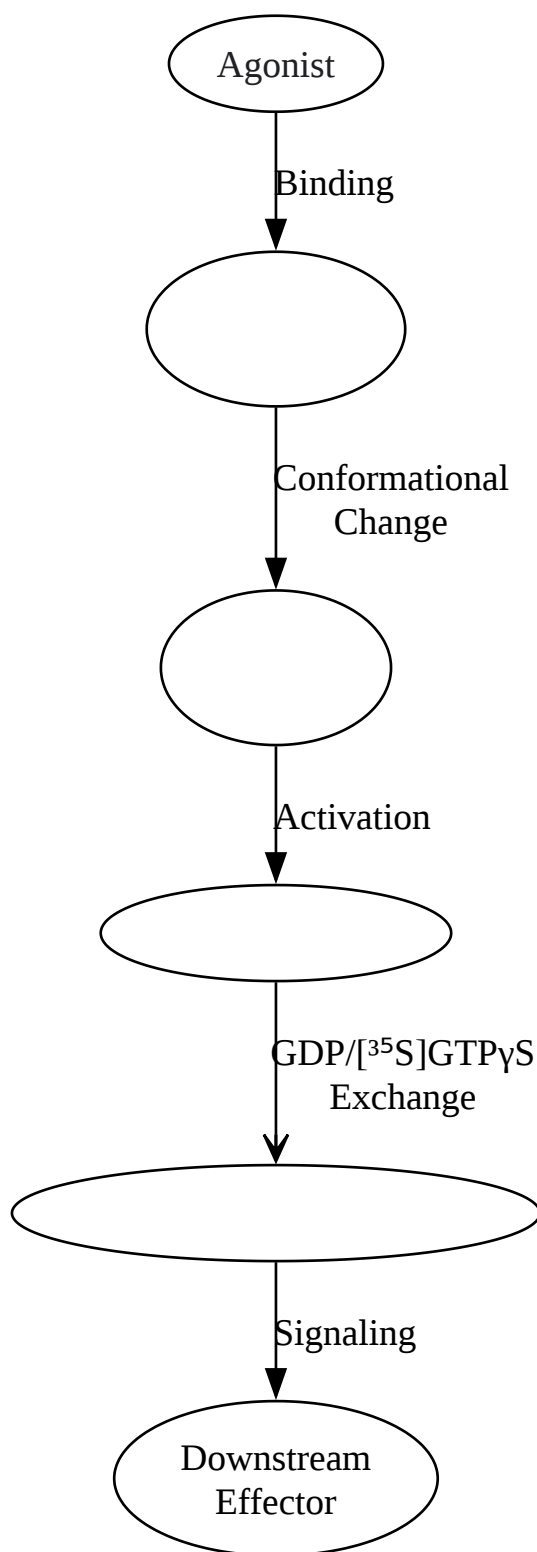 Agonist
Binding
Conformational
Change
Activation
GDP/[³⁵S]GTPγS
Exchange
Signaling
Downstream
Effector